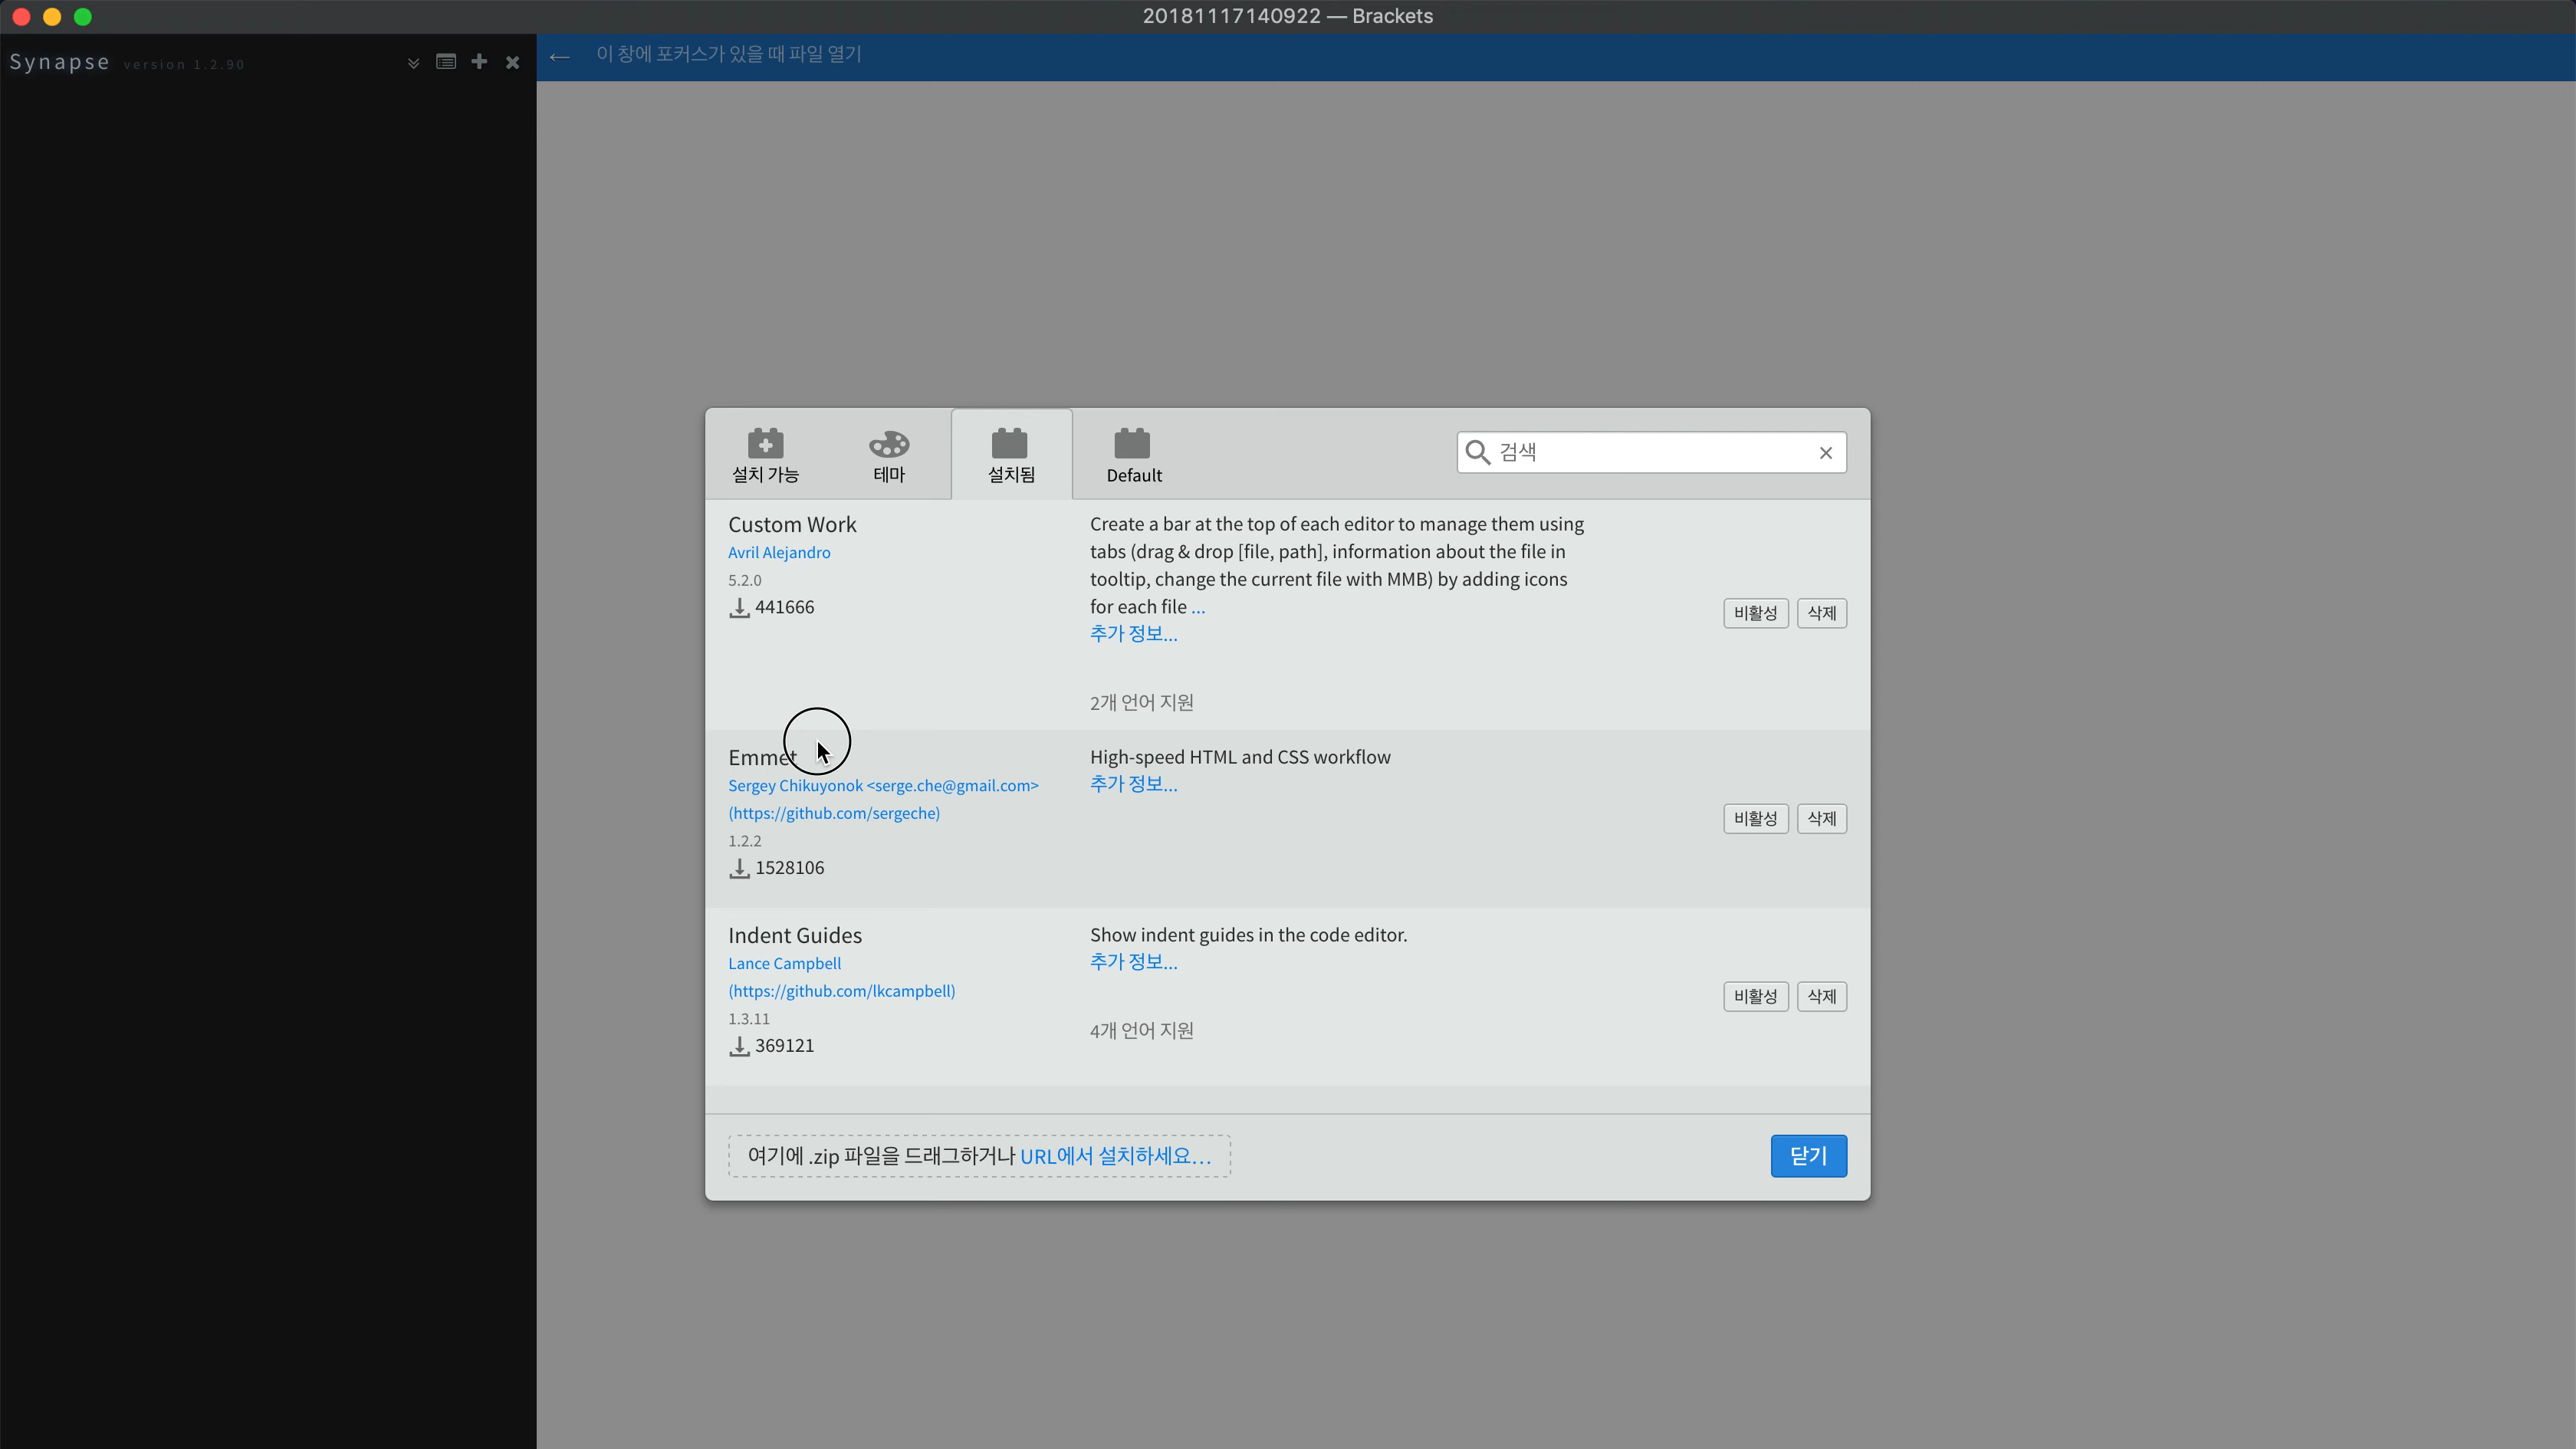 20181117140922 — Brackets
Synapse version 1.2.90
이 창에 포커스가 있을 때 파일 열기
설치 가능
테마
설치됨
Default
검색
Custom Work
Avril Alejandro
5.2.0
441666
Create a bar at the top of each editor to manage them using
tabs (drag & drop [file, path], information about the file in
tooltip, change the current file with MMB) by adding icons
for each file ...
추가 정보...
2개 언어 지원
비활성
삭제
Emmet
Sergey Chikuyonok <serge.che@gmail.com>
(https://github.com/sergeche)
1.2.2
1528106
High-speed HTML and CSS workflow
추가 정보...
비활성
삭제
Indent Guides
Lance Campbell
(https://github.com/lkcampbell)
1.3.11
369121
Show indent guides in the code editor.
추가 정보...
4개 언어 지원
비활성
삭제
여기에 .zip 파일을 드래그하거나 URL에서 설치하세요...
닫기